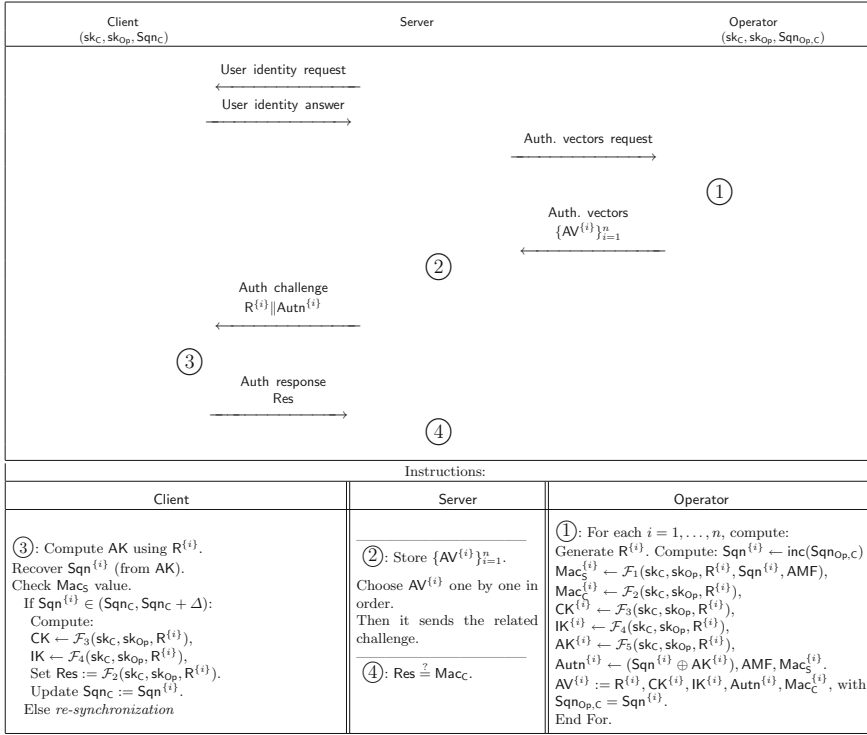 Client Server Operator
(sk_C, sk_Op, Sqn_C) (sk_C, sk_Op, Sqn_Op,C)
User identity request
User identity answer
Auth. vectors request
①
Auth. vectors
{AV^{i}}^n_{i=1}
②
Auth challenge
R^{i}‖Autn^{i}
③
Auth response
Res
④
Instructions:
Client Server Operator
③: Compute AK using R^{i}.
Recover Sqn^{i} (from AK).
Check Mac_S value.
If Sqn^{i} ∈ (Sqn_C, Sqn_C + Δ):
Compute:
CK ← F_3(sk_C, sk_Op, R^{i}),
IK ← F_4(sk_C, sk_Op, R^{i}),
Set Res := F_2(sk_C, sk_Op, R^{i}).
Update Sqn_C := Sqn^{i}.
Else re-synchronization
②: Store {AV^{i}}^n_{i=1}.
Choose AV^{i} one by one in
order.
Then it sends the related
challenge.
④: Res ≟ Mac_C.
①: For each i = 1, . . . , n, compute:
Generate R^{i}. Compute: Sqn^{i} ← inc(Sqn_Op,C)
Mac_S^{i} ← F_1(sk_C, sk_Op, R^{i}, Sqn^{i}, AMF),
Mac_C^{i} ← F_2(sk_C, sk_Op, R^{i}),
CK^{i} ← F_3(sk_C, sk_Op, R^{i}),
IK^{i} ← F_4(sk_C, sk_Op, R^{i}),
AK^{i} ← F_5(sk_C, sk_Op, R^{i}),
Autn^{i} ← (Sqn^{i} ⊕ AK^{i}), AMF, Mac_S^{i}.
AV^{i} := R^{i}, CK^{i}, IK^{i}, Autn^{i}, Mac_C^{i}, with
Sqn_Op,C = Sqn^{i}.
End For.